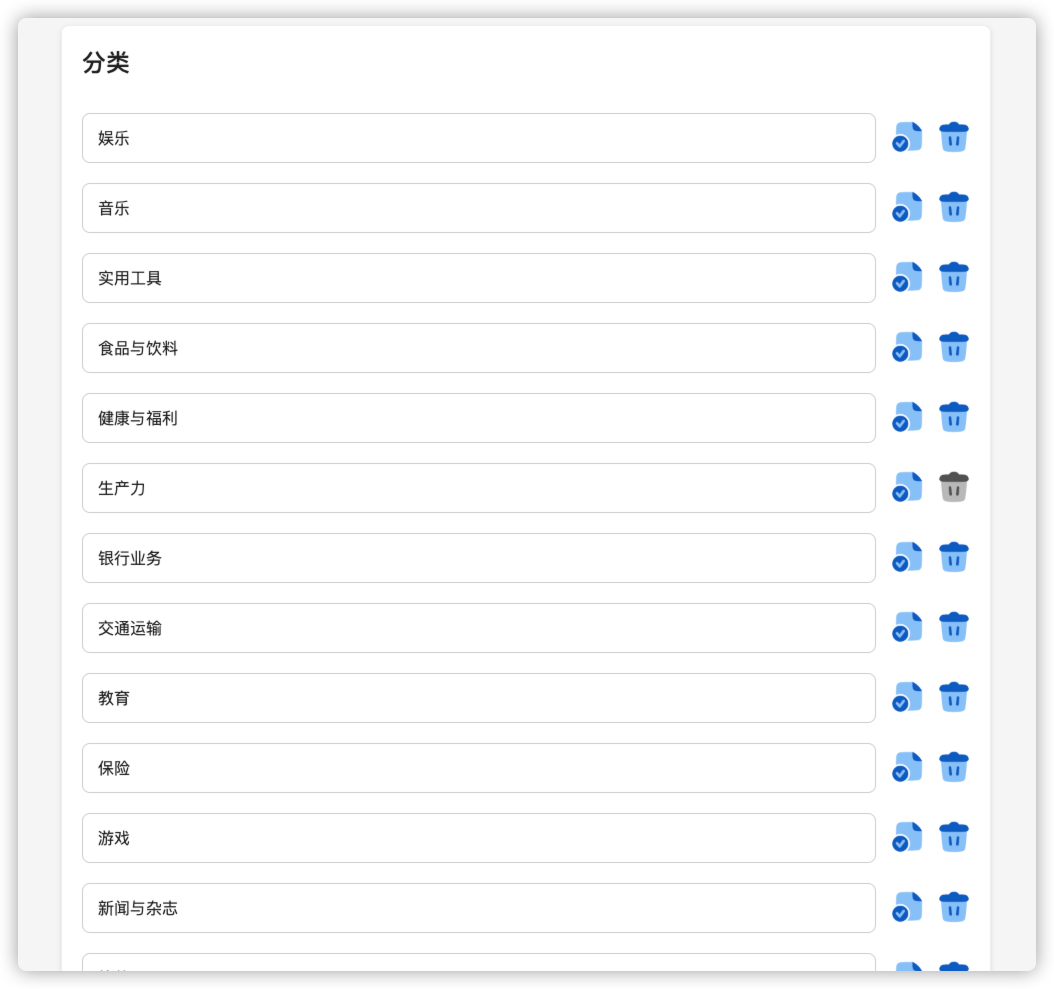 分类
娱乐
音乐
实用工具
食品与饮料
健康与福利
生产力
银行业务
交通运输
教育
保险
游戏
新闻与杂志